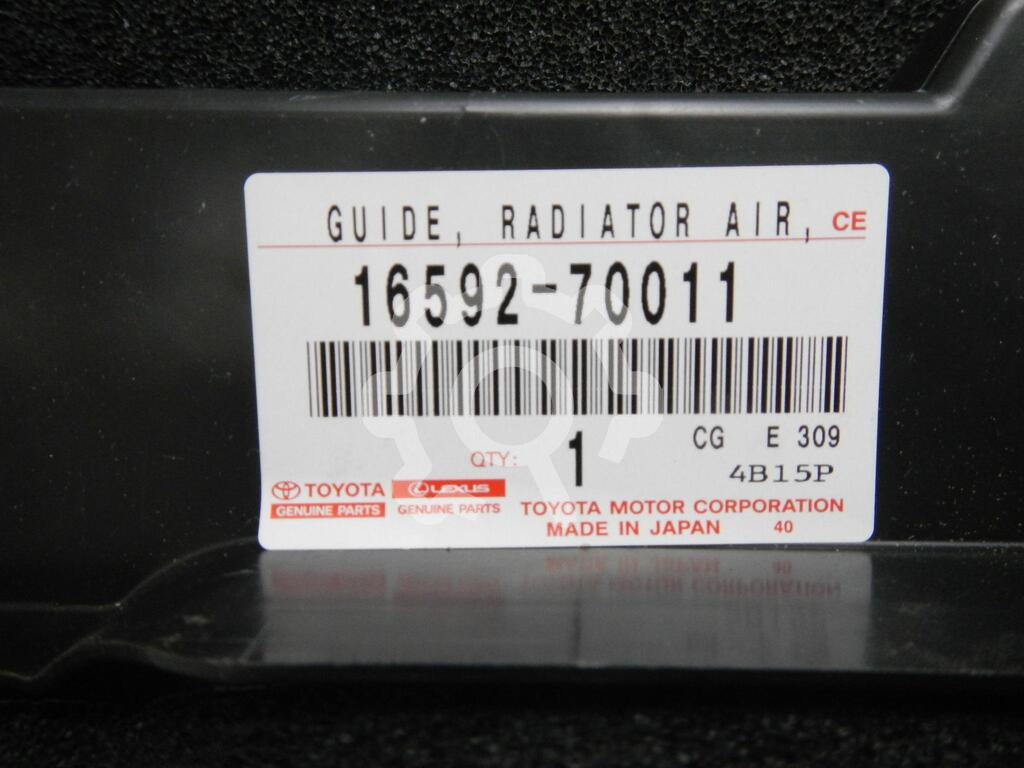 GUIDE, RADIATOR AIR, CE
16592-70011
CG E 309
QTY: 1
4B15P
TOYOTA LEXUS
GENUINE PARTS GENUINE PARTS
TOYOTA MOTOR CORPORATION
MADE IN JAPAN 40